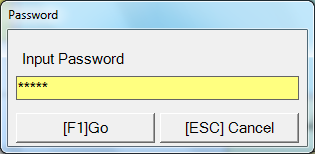 Password
Input Password
*****
[F1]Go
[ESC] Cancel